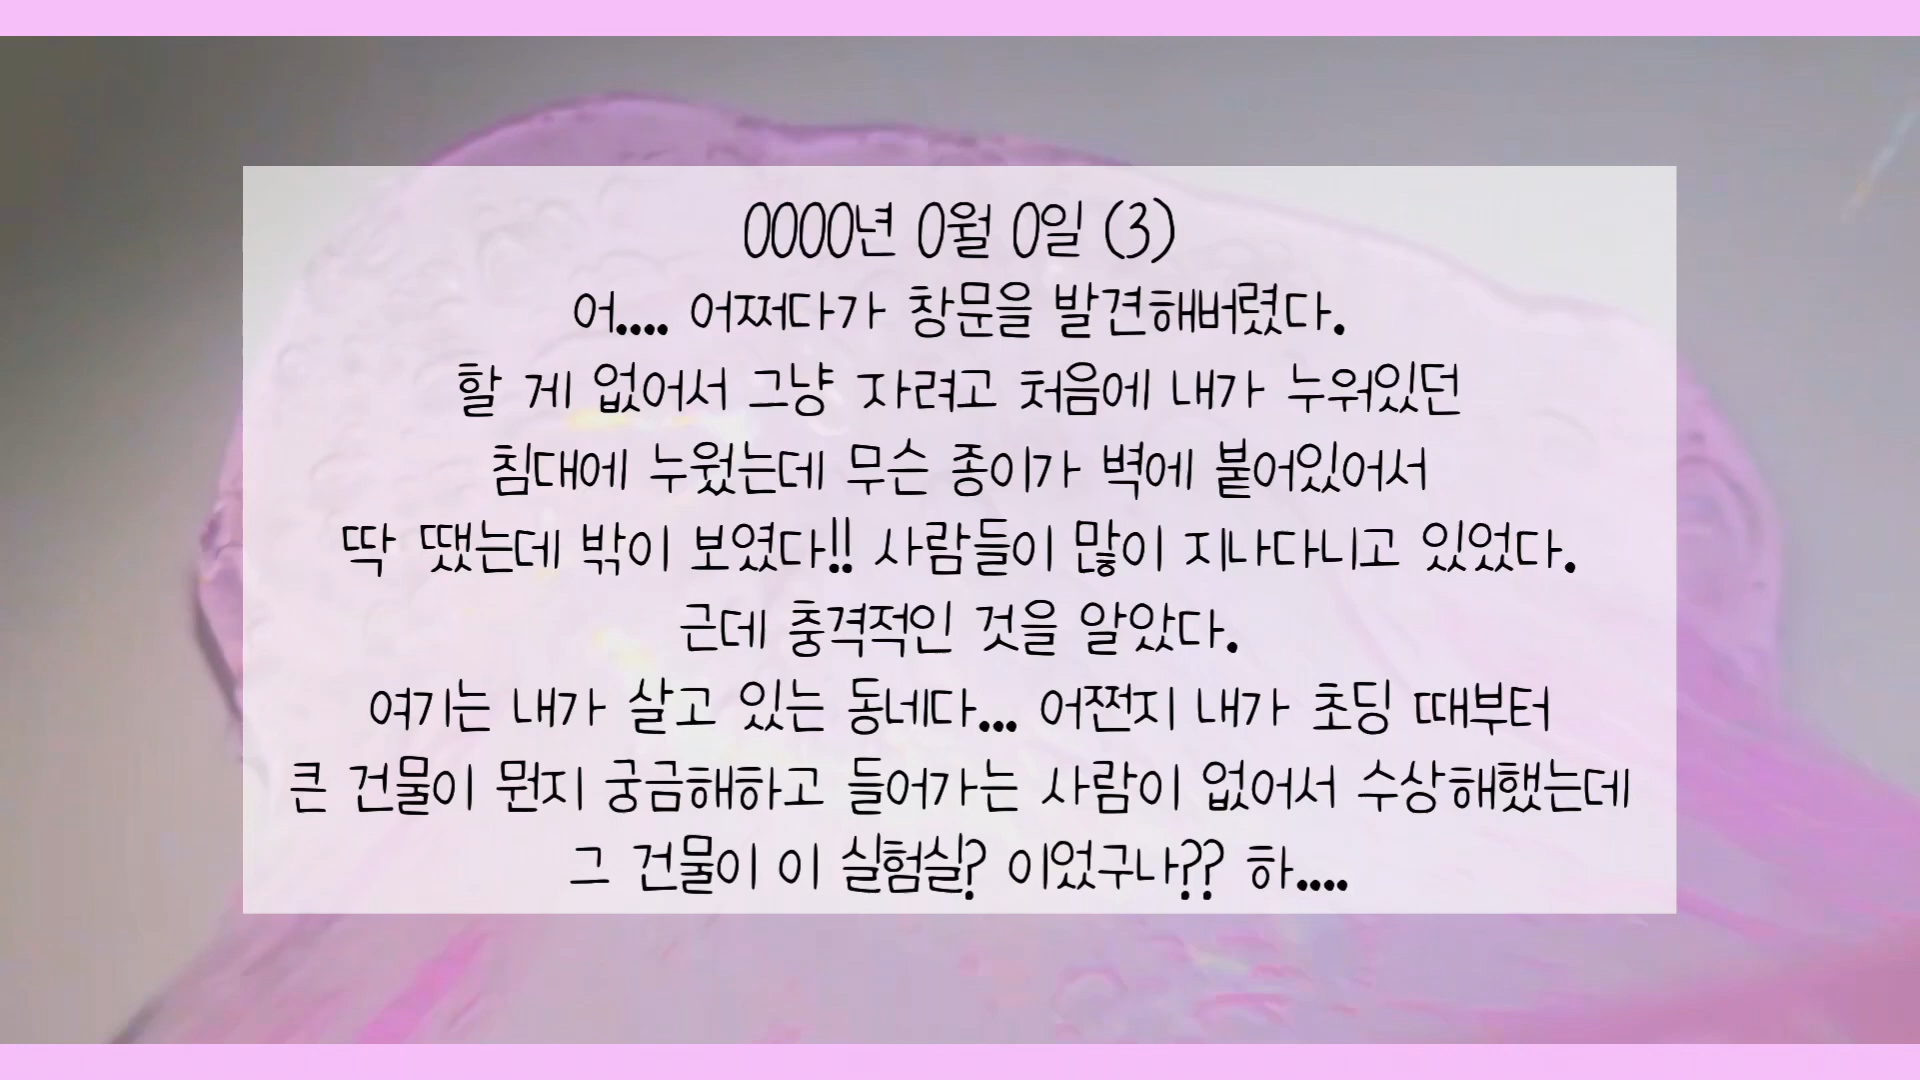 0000년 0월 0일 (3)
어.... 어쩌다가 창문을 발견해버렸다.
할 게 없어서 그냥 자려고 처음에 내가 누워있던
침대에 누웠는데 무슨 종이가 벽에 붙어있어서
딱 뗐는데 밖이 보였다!! 사람들이 많이 지나다니고 있었다.
근데 충격적인 것을 알았다.
여기는 내가 살고 있는 동네다... 어쩐지 내가 초딩 때부터
큰 건물이 뭔지 궁금해하고 들어가는 사람이 없어서 수상해했는데
그 건물이 이 실험실? 이었구나?? 하....